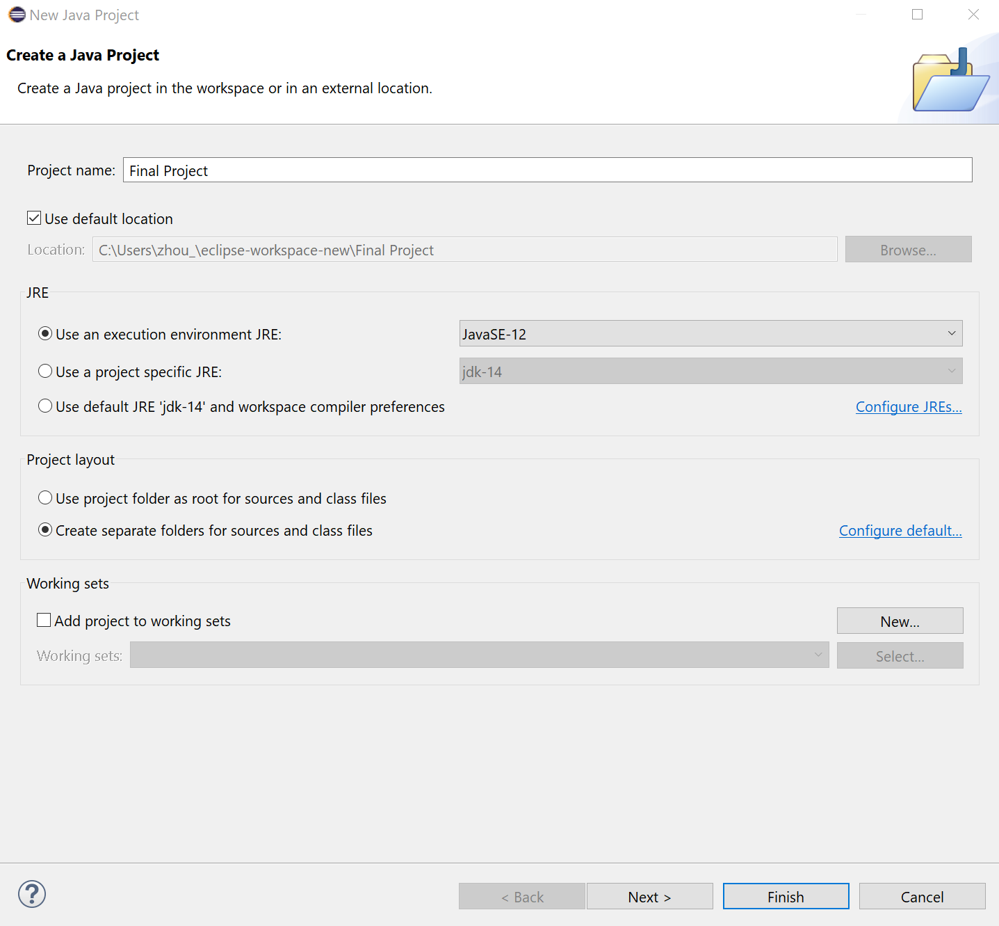 New Java Project
Create a Java Project
Create a Java project in the workspace or in an external location.
Project name: Final Project
Use default location
Location: C:\Users\zhou_\eclipse-workspace-new\Final Project Browse...
JRE
Use an execution environment JRE: JavaSE-12
Use a project specific JRE: jdk-14
Use default JRE 'jdk-14' and workspace compiler preferences Configure JREs...
Project layout
Use project folder as root for sources and class files
Create separate folders for sources and class files Configure default...
Working sets
Add project to working sets New...
Working sets: Select...
? < Back Next > Finish Cancel